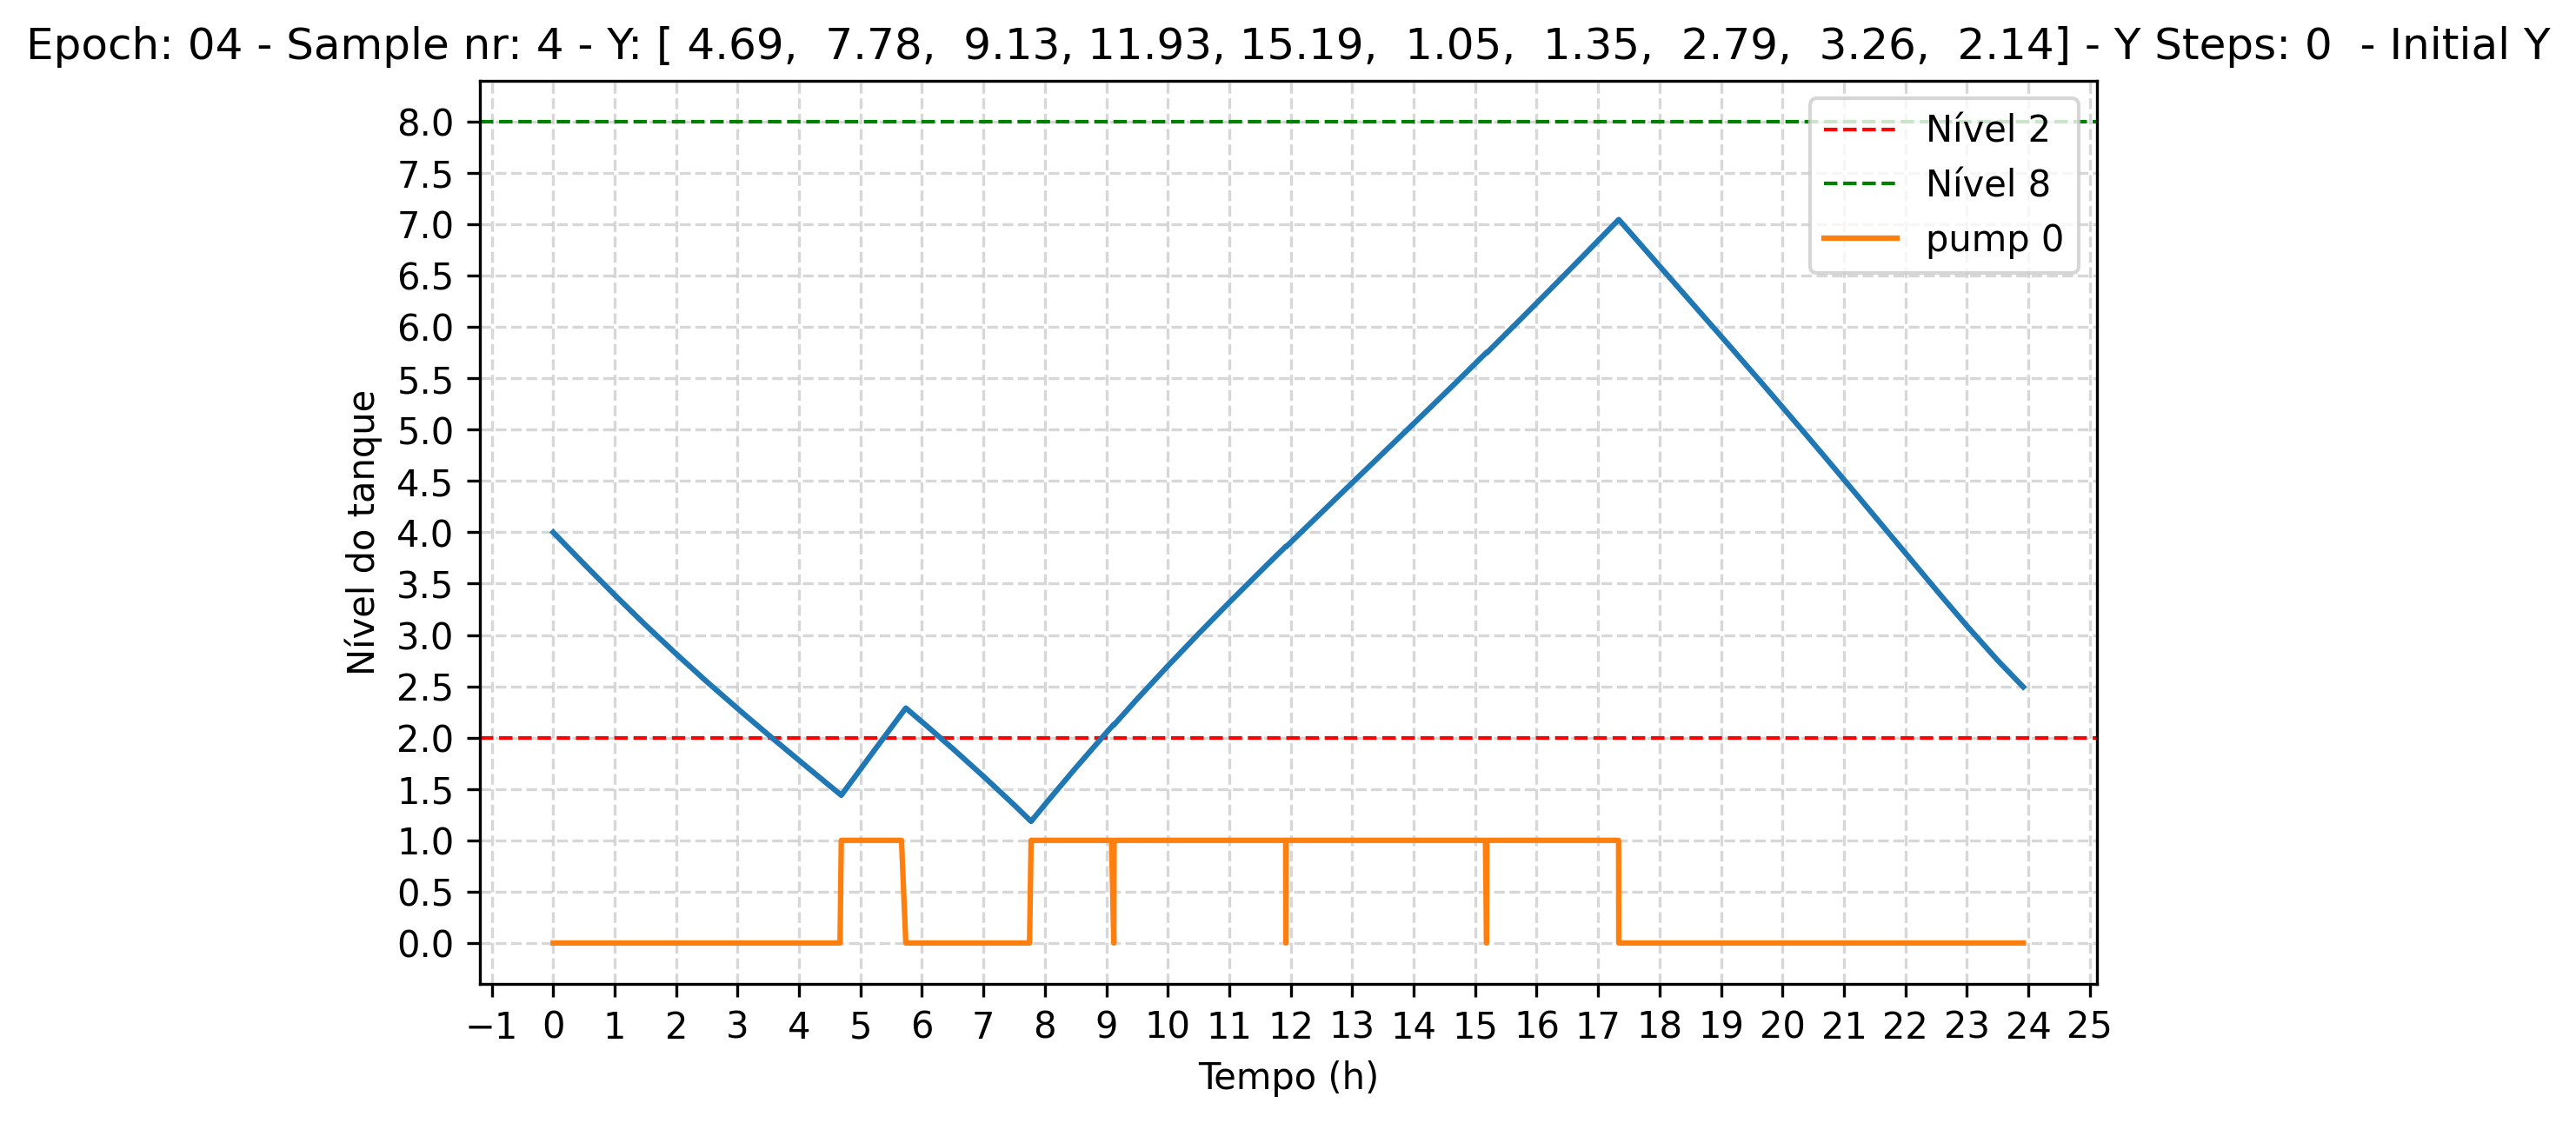 Epoch: 04 - Sample nr: 4 - Y: [ 4.69,  7.78,  9.13, 11.93, 15.19,  1.05,  1.35,  2.79,  3.26,  2.14] - Y Steps: 0  - Initial Y
Nível 2
Nível 8
pump 0
Nível do tanque
8.0
7.5
7.0
6.5
6.0
5.5
5.0
4.5
4.0
3.5
3.0
2.5
2.0
1.5
1.0
0.5
0.0
−1 0 1 2 3 4 5 6 7 8 9 10 11 12 13 14 15 16 17 18 19 20 21 22 23 24 25
Tempo (h)